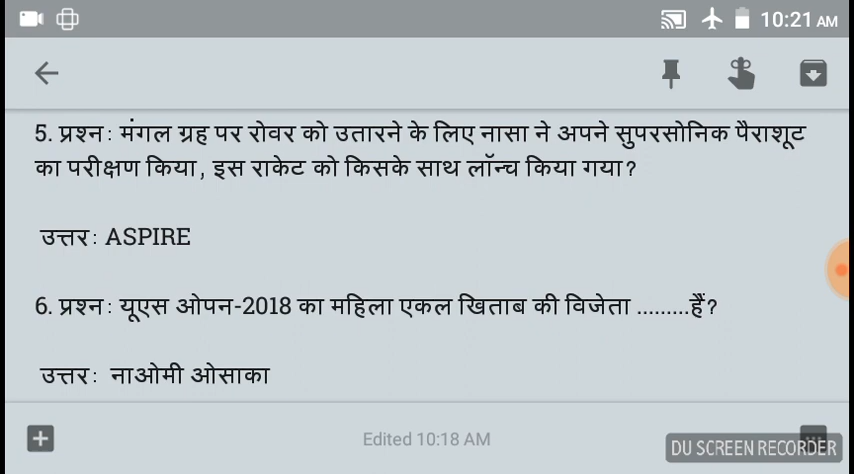 10:21 AM
5. प्रश्न: मंगल ग्रह पर रोवर को उतारने के लिए नासा ने अपने सुपरसोनिक पैराशूट
का परीक्षण किया, इस राकेट को किसके साथ लॉन्च किया गया?
उत्तर: ASPIRE
6. प्रश्न: यूएस ओपन-2018 का महिला एकल खिताब की विजेता .........हैं?
उत्तर: नाओमी ओसाका
Edited 10:18 AM
DU SCREEN RECORDER